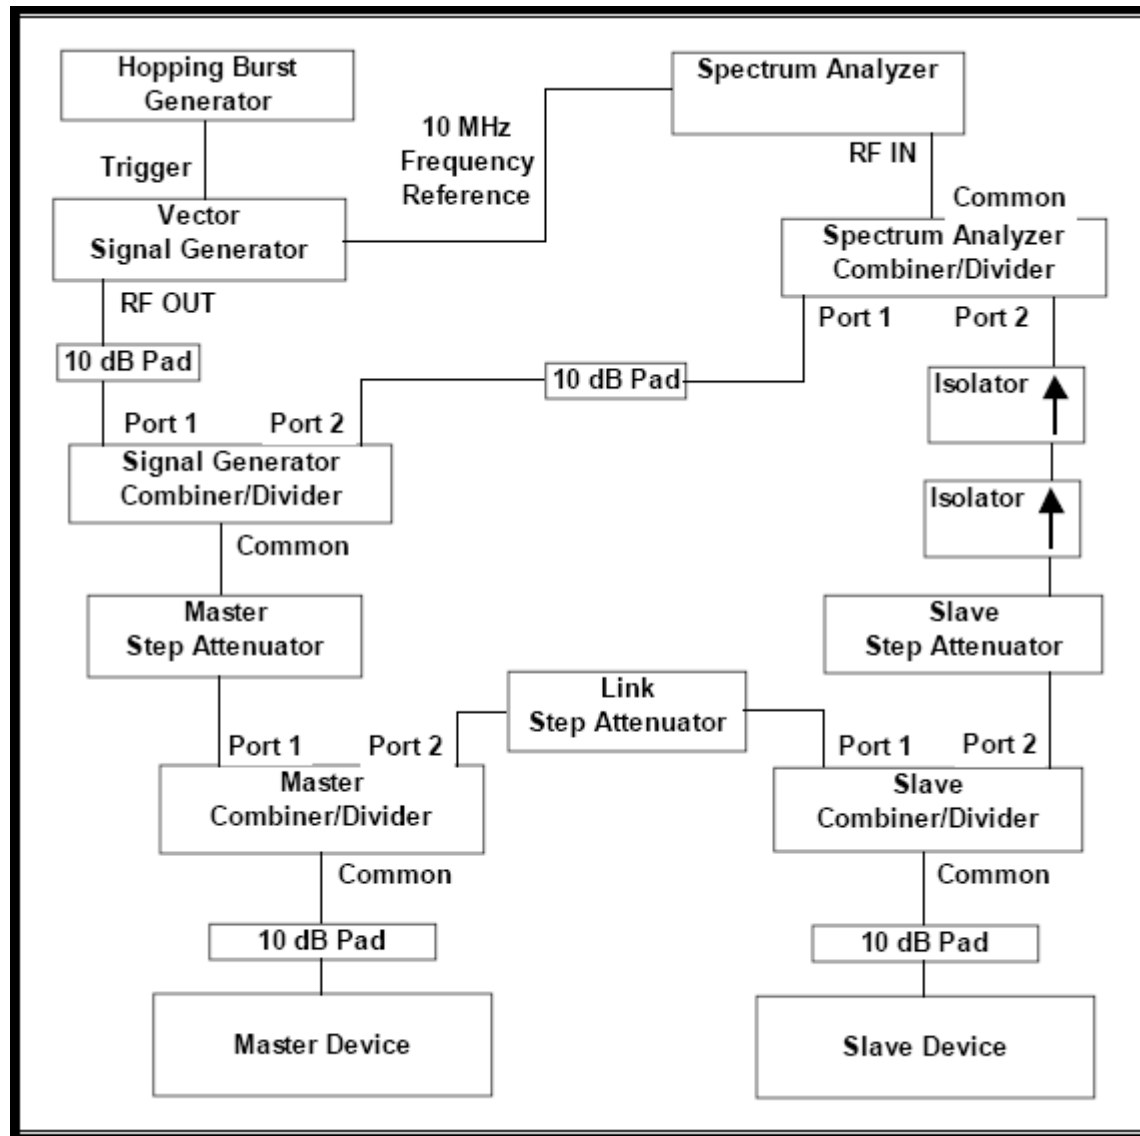 Hopping Burst
Generator
Spectrum Analyzer
10 MHz
Frequency
Reference
Trigger
RF IN
Vector
Signal Generator
Common
Spectrum Analyzer
Combiner/Divider
RF OUT
Port 1
Port 2
10 dB Pad
10 dB Pad
Isolator
Port 1
Port 2
Signal Generator
Combiner/Divider
Isolator
Common
Master
Step Attenuator
Slave
Step Attenuator
Link
Step Attenuator
Port 1
Port 2
Port 1
Port 2
Master
Combiner/Divider
Slave
Combiner/Divider
Common
Common
10 dB Pad
10 dB Pad
Master Device
Slave Device